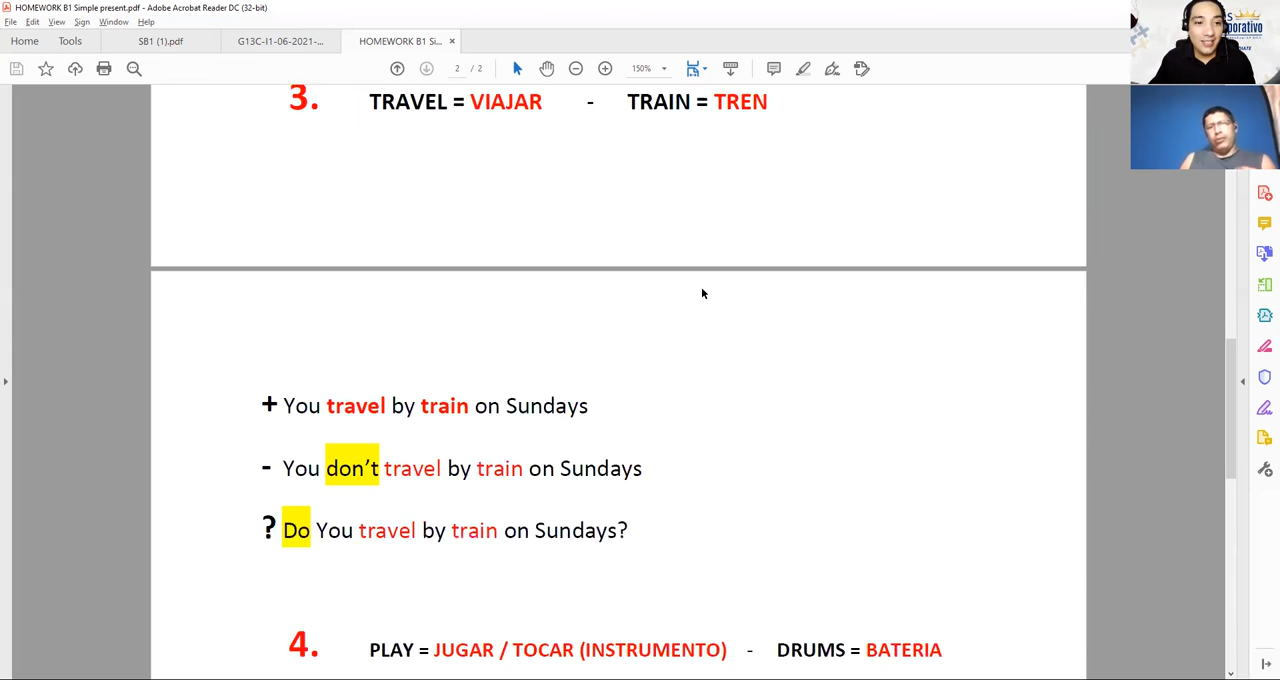 HOMEWORK B1 Simple present.pdf - Adobe Acrobat Reader DC (32-bit)
File Edit View Sign Window Help
Home Tools SB1 (1).pdf G13C-I1-06-2021-... HOMEWORK B1 Si... ×
2 / 2 150%
porativo
3. TRAVEL = VIAJAR - TRAIN = TREN
+ You travel by train on Sundays
- You don't travel by train on Sundays
? Do You travel by train on Sundays?
4. PLAY = JUGAR / TOCAR (INSTRUMENTO) - DRUMS = BATERIA